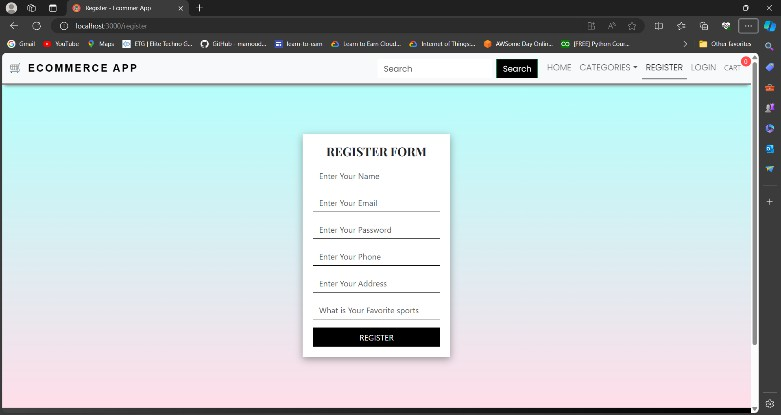 Register - Ecommer App
localhost:3000/register
Gmail YouTube Maps ETG | Elite Techno G... GitHub - mamoud... learn-to-earn Learn to Earn Cloud... Internet of Things:... AWSome Day Onlin... [FREE] Python Cour... Other favorites
ECOMMERCE APP Search Search HOME CATEGORIES REGISTER LOGIN CART 0
REGISTER FORM
Enter Your Name
Enter Your Email
Enter Your Password
Enter Your Phone
Enter Your Address
What is Your Favorite sports
REGISTER